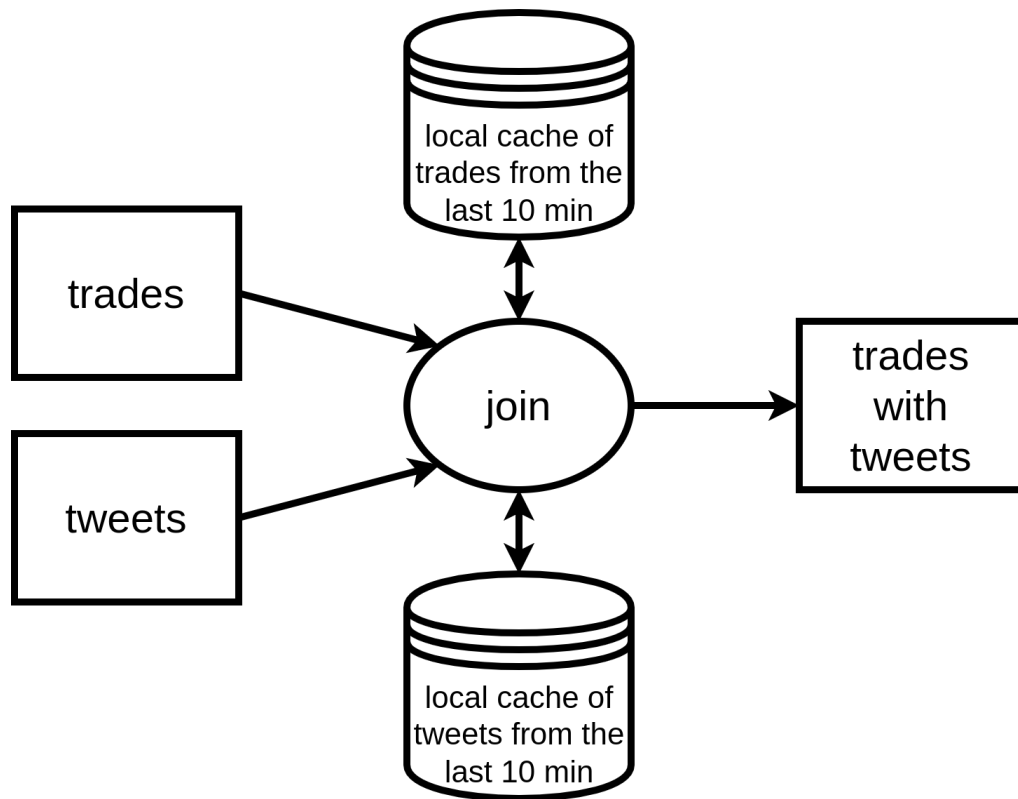 local cache of
trades from the
last 10 min
trades
join
trades
with
tweets
tweets
local cache of
tweets from the
last 10 min